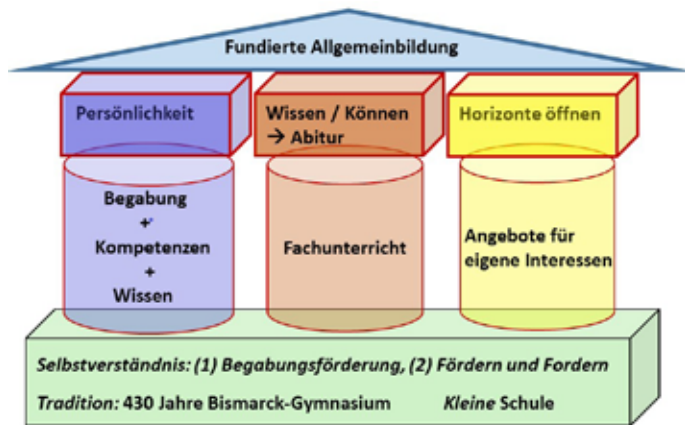 Fundierte Allgemeinbildung
Persönlichkeit
Wissen / Können
→ Abitur
Horizonte öffnen
Begabung
+
Kompetenzen
+
Wissen
Fachunterricht
Angebote für
eigene Interessen
Selbstverständnis: (1) Begabungsförderung, (2) Fördern und Fordern
Tradition: 430 Jahre Bismarck-Gymnasium Kleine Schule